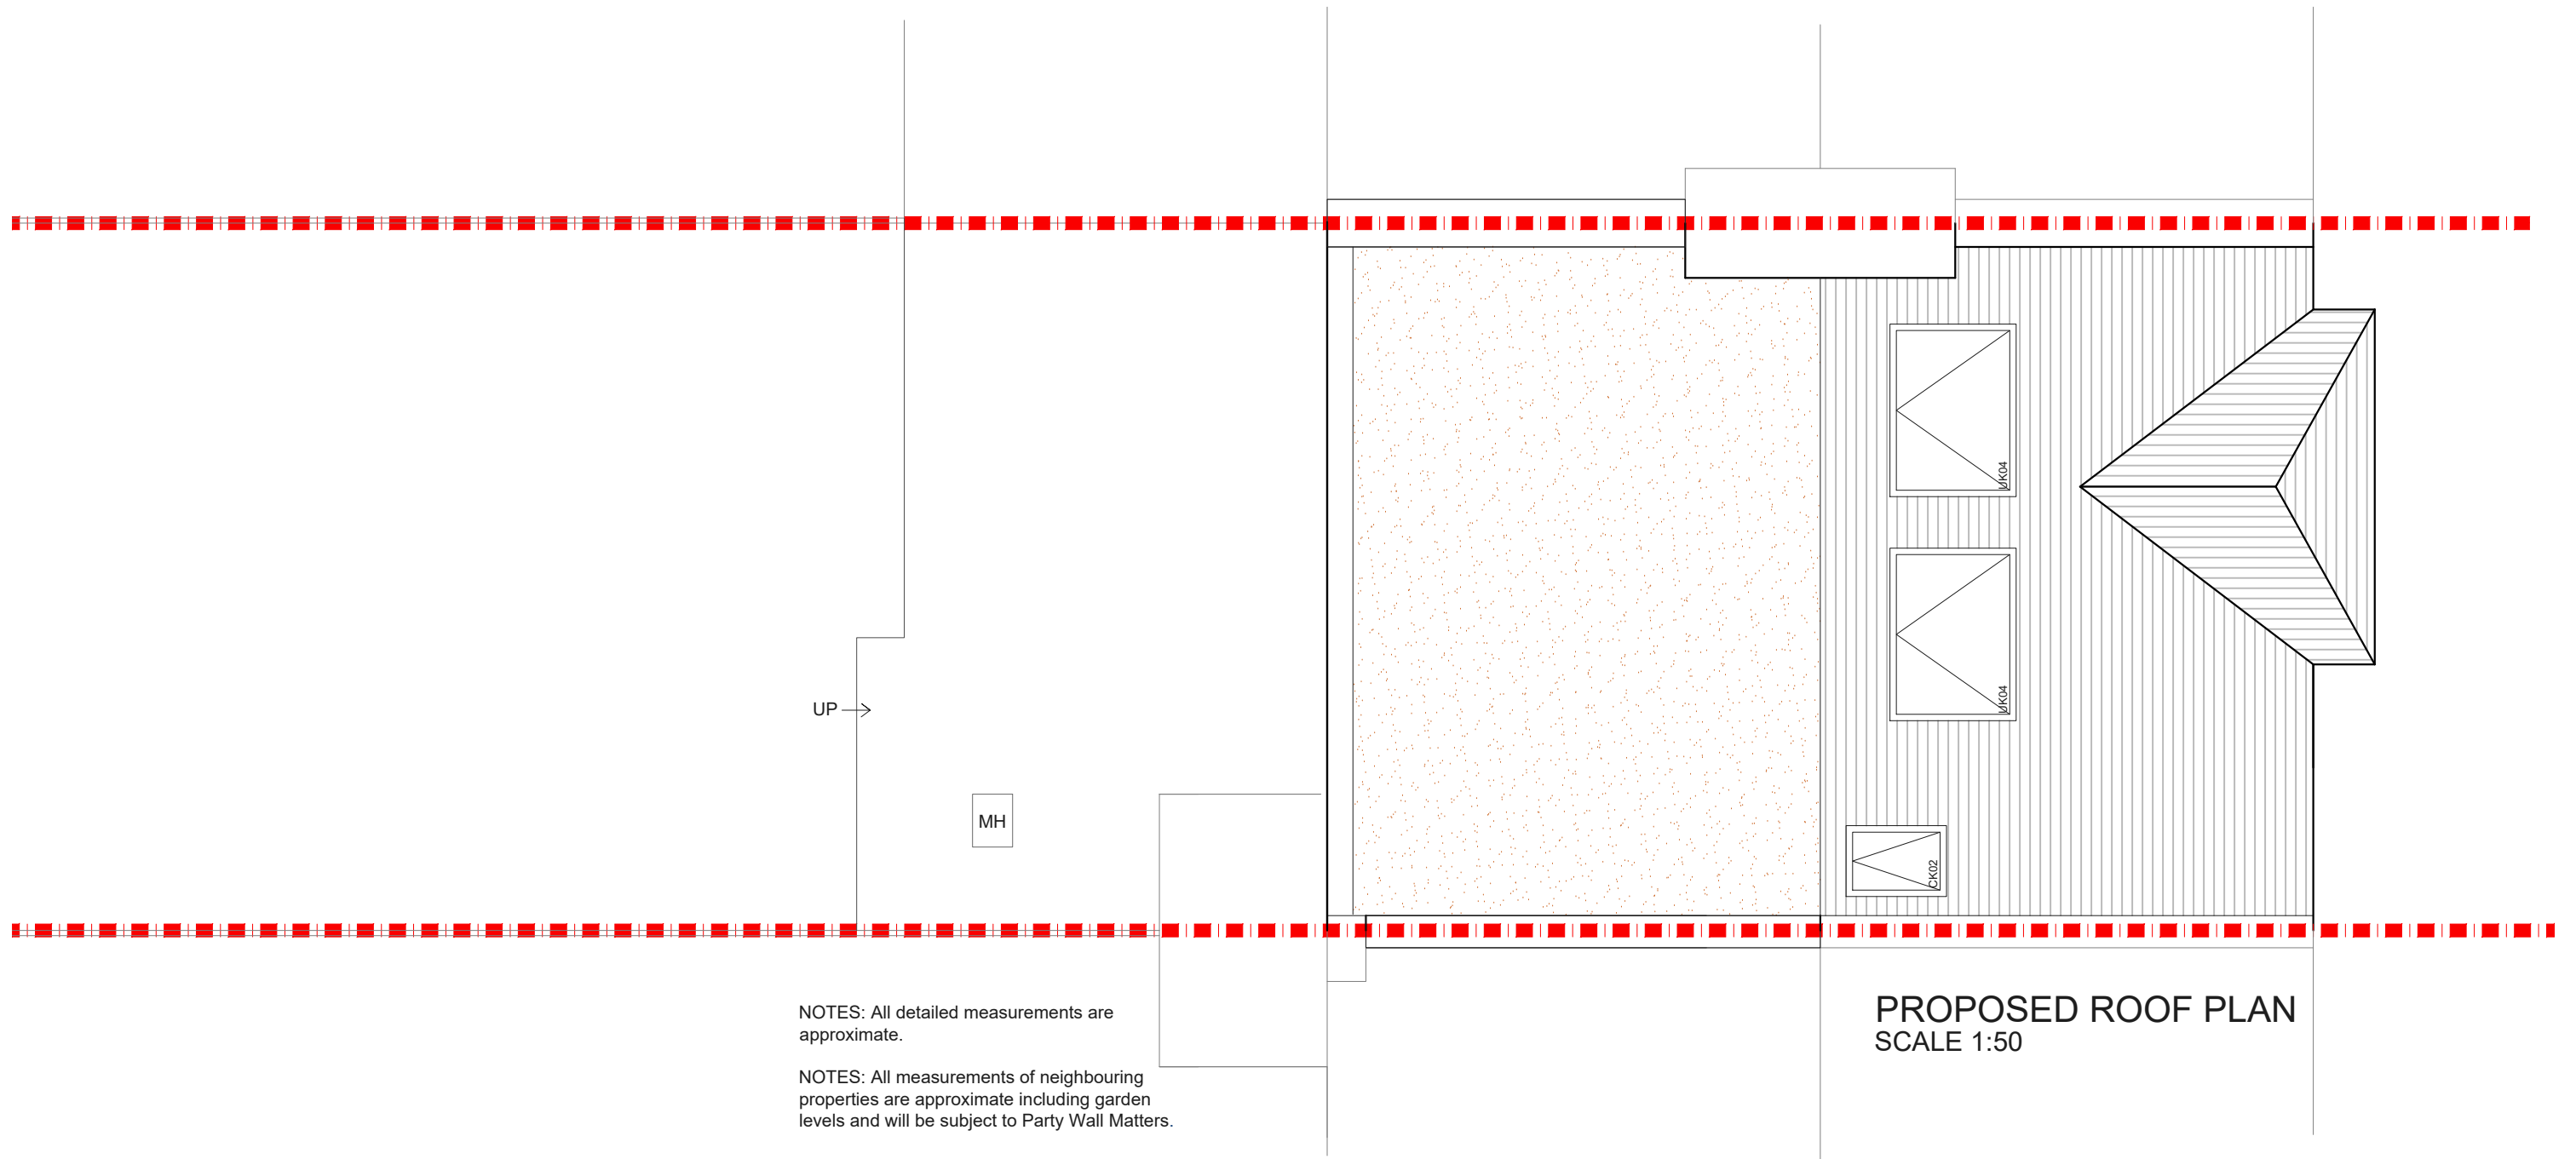 UK04
UK04
UP
MH
CK02
PROPOSED ROOF PLAN
SCALE 1:50
NOTES: All detailed measurements are
approximate.
NOTES: All measurements of neighbouring
properties are approximate including garden
levels and will be subject to Party Wall Matters.